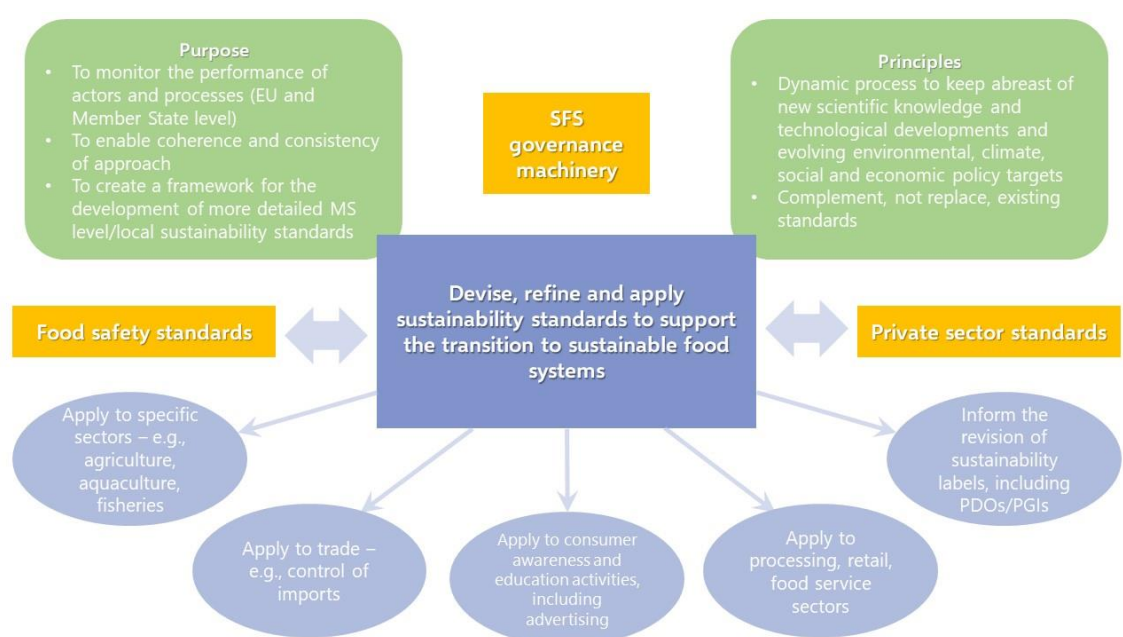 Purpose
• To monitor the performance of
actors and processes (EU and
Member State level)
• To enable coherence and consistency
of approach
• To create a framework for the
development of more detailed MS
level/local sustainability standards
SFS
governance
machinery
Principles
• Dynamic process to keep abreast of
new scientific knowledge and
technological developments and
evolving environmental, climate,
social and economic policy targets
• Complement, not replace, existing
standards
Food safety standards
Devise, refine and apply
sustainability standards to support
the transition to sustainable food
systems
Private sector standards
Apply to specific
sectors – e.g.,
agriculture,
aquaculture,
fisheries
Apply to trade –
e.g., control of
imports
Apply to consumer
awareness and
education activities,
including
advertising
Apply to
processing, retail,
food service
sectors
Inform the
revision of
sustainability
labels, including
PDOs/PGIs